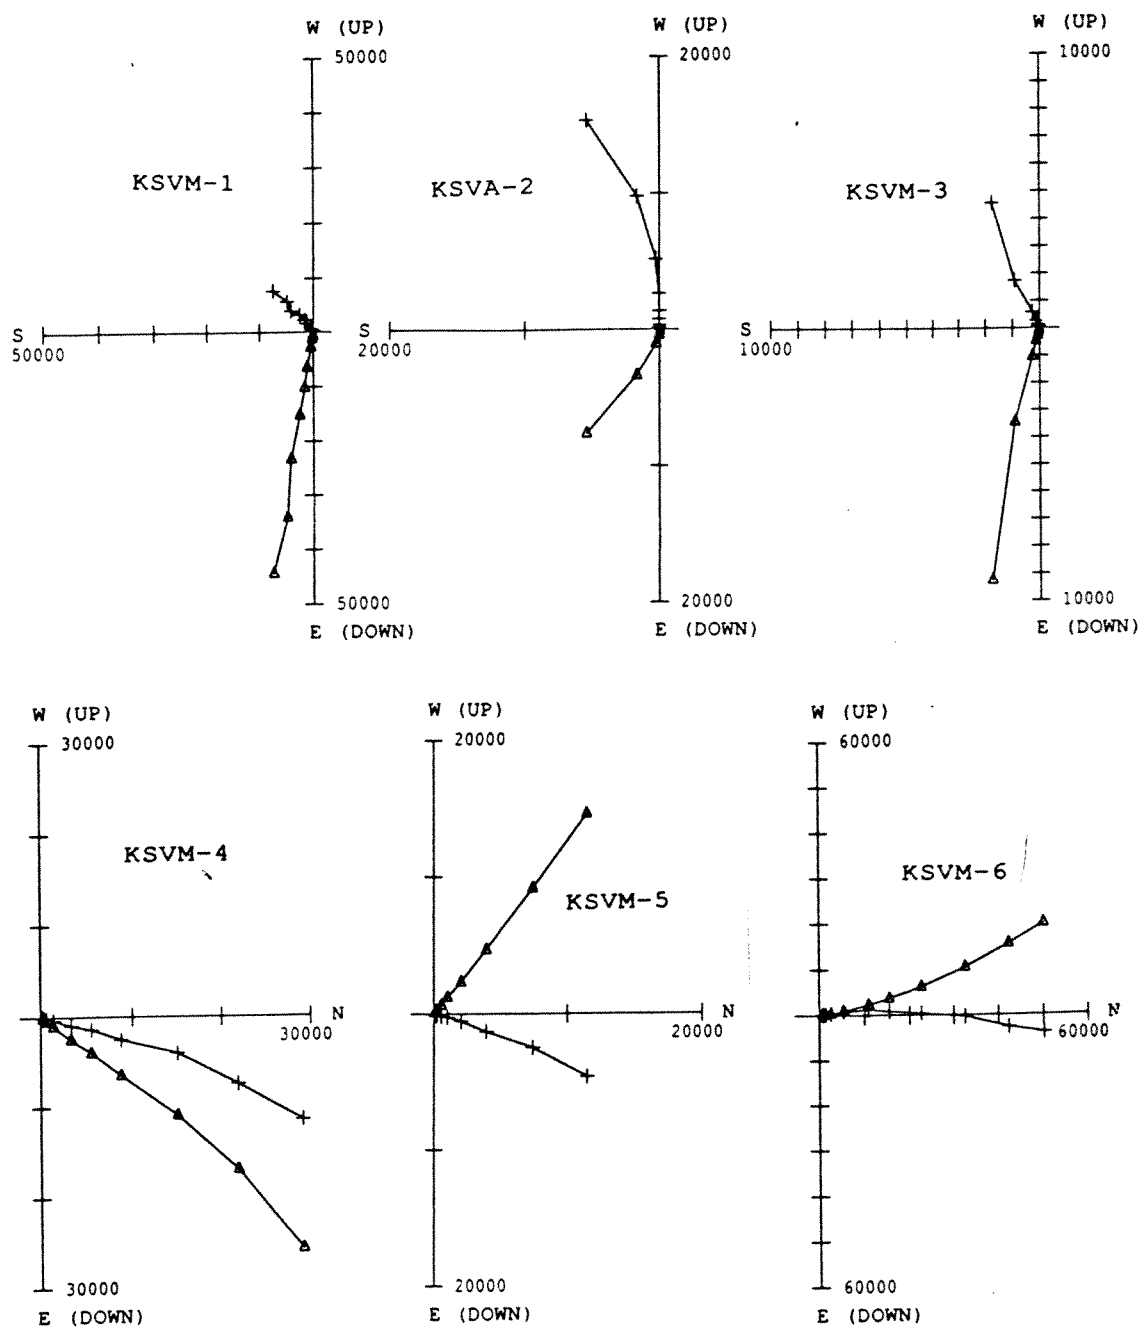 W (UP)
50000
KSVM-1
S
50000
50000
E (DOWN)
W (UP)
20000
KSVA-2
S
20000
20000
E (DOWN)
W (UP)
10000
KSVM-3
S
10000
10000
E (DOWN)
W (UP)
30000
KSVM-4
N
30000
30000
E (DOWN)
W (UP)
20000
KSVM-5
N
20000
20000
E (DOWN)
W (UP)
60000
KSVM-6
N
60000
60000
E (DOWN)